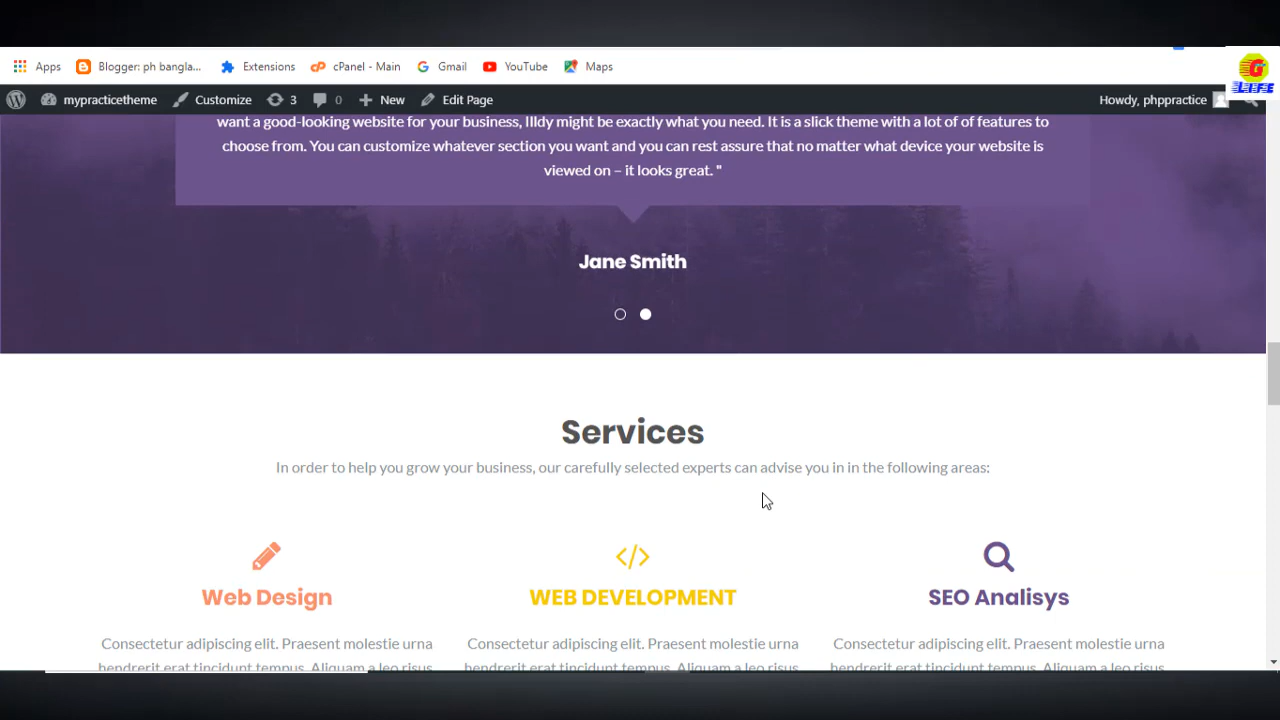 Apps Blogger: ph bangla... Extensions cPanel - Main Gmail YouTube Maps
G
LIFE
mypracticetheme Customize 3 0 New Edit Page Howdy, phppractice
want a good-looking website for your business, Illdy might be exactly what you need. It is a slick theme with a lot of of features to
choose from. You can customize whatever section you want and you can rest assure that no matter what device your website is
viewed on – it looks great. "
Jane Smith
Services
In order to help you grow your business, our carefully selected experts can advise you in in the following areas:
Web Design WEB DEVELOPMENT SEO Analisys
Consectetur adipiscing elit. Praesent molestie urna Consectetur adipiscing elit. Praesent molestie urna Consectetur adipiscing elit. Praesent molestie urna
hendrerit erat tincidunt tempus. Aliquam a leo risus hendrerit erat tincidunt tempus. Aliquam a leo risus hendrerit erat tincidunt tempus. Aliquam a leo risus